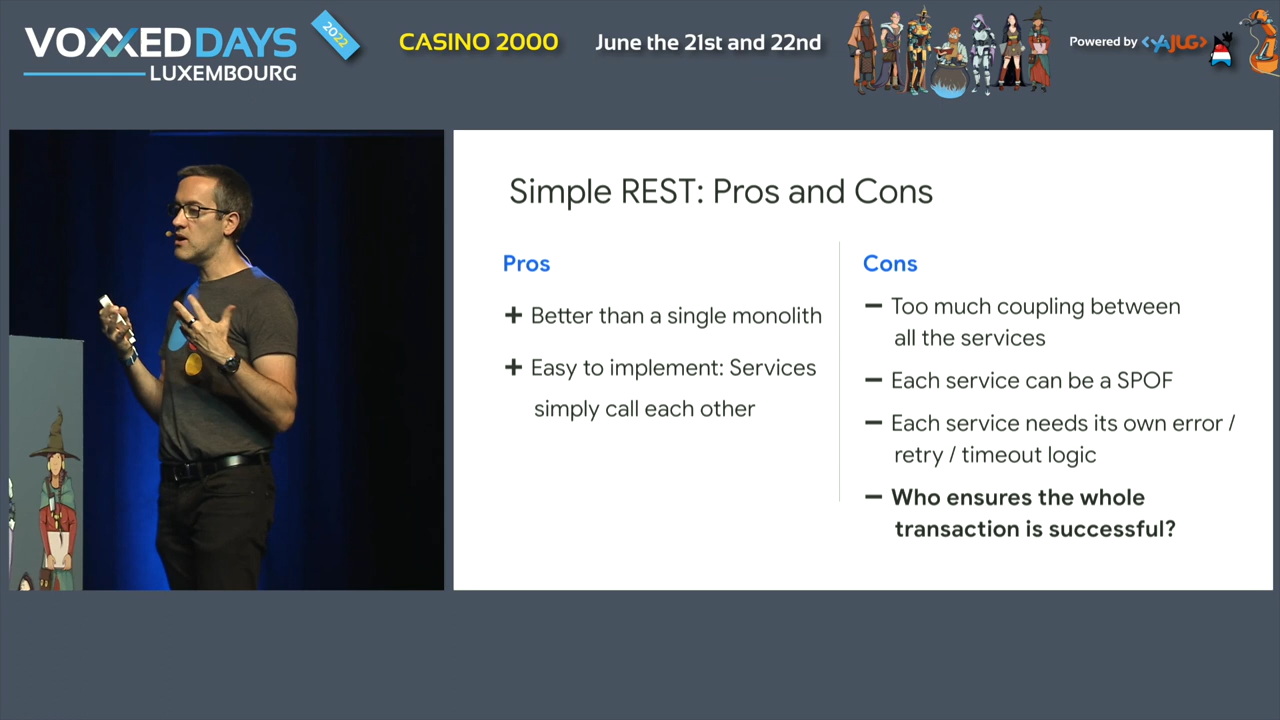 VOXXEDDAYS
LUXEMBOURG
2022
CASINO 2000
June the 21st and 22nd
Powered by <YAJUG>
Simple REST: Pros and Cons
Pros
+ Better than a single monolith
+ Easy to implement: Services
simply call each other
Cons
− Too much coupling between
all the services
− Each service can be a SPOF
− Each service needs its own error /
retry / timeout logic
− Who ensures the whole
transaction is successful?